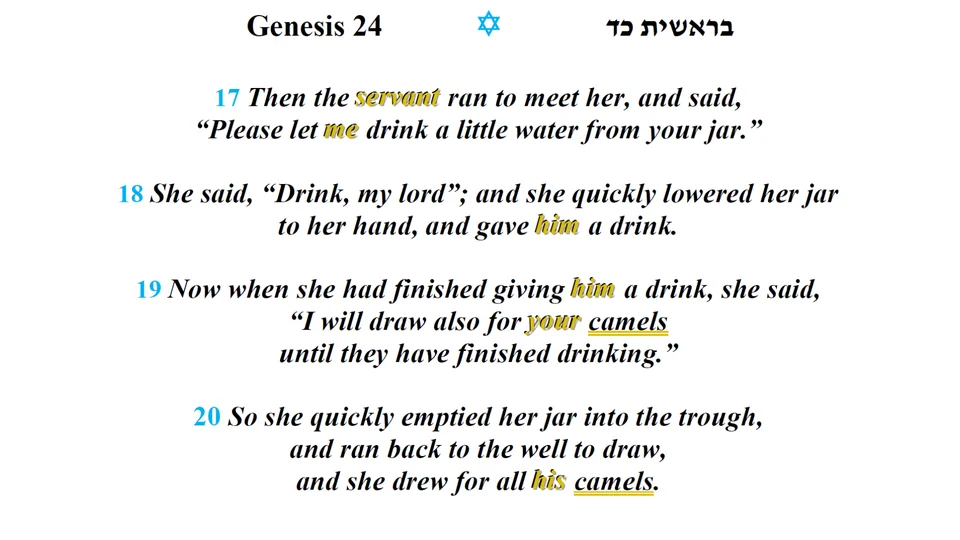 Genesis 24 ✡ בראשית כד
17 Then the servant ran to meet her, and said,
“Please let me drink a little water from your jar.”
18 She said, “Drink, my lord”; and she quickly lowered her jar
to her hand, and gave him a drink.
19 Now when she had finished giving him a drink, she said,
“I will draw also for your camels
until they have finished drinking.”
20 So she quickly emptied her jar into the trough,
and ran back to the well to draw,
and she drew for all his camels.